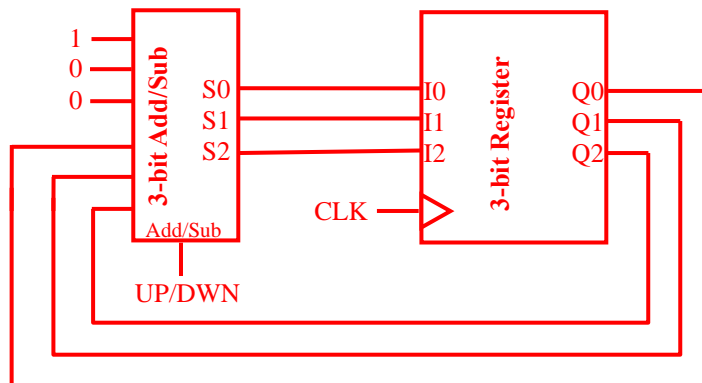 1
0
0
3-bit Add/Sub
S0
S1
S2
Add/Sub
UP/DWN
I0
I1
I2
CLK
3-bit Register
Q0
Q1
Q2